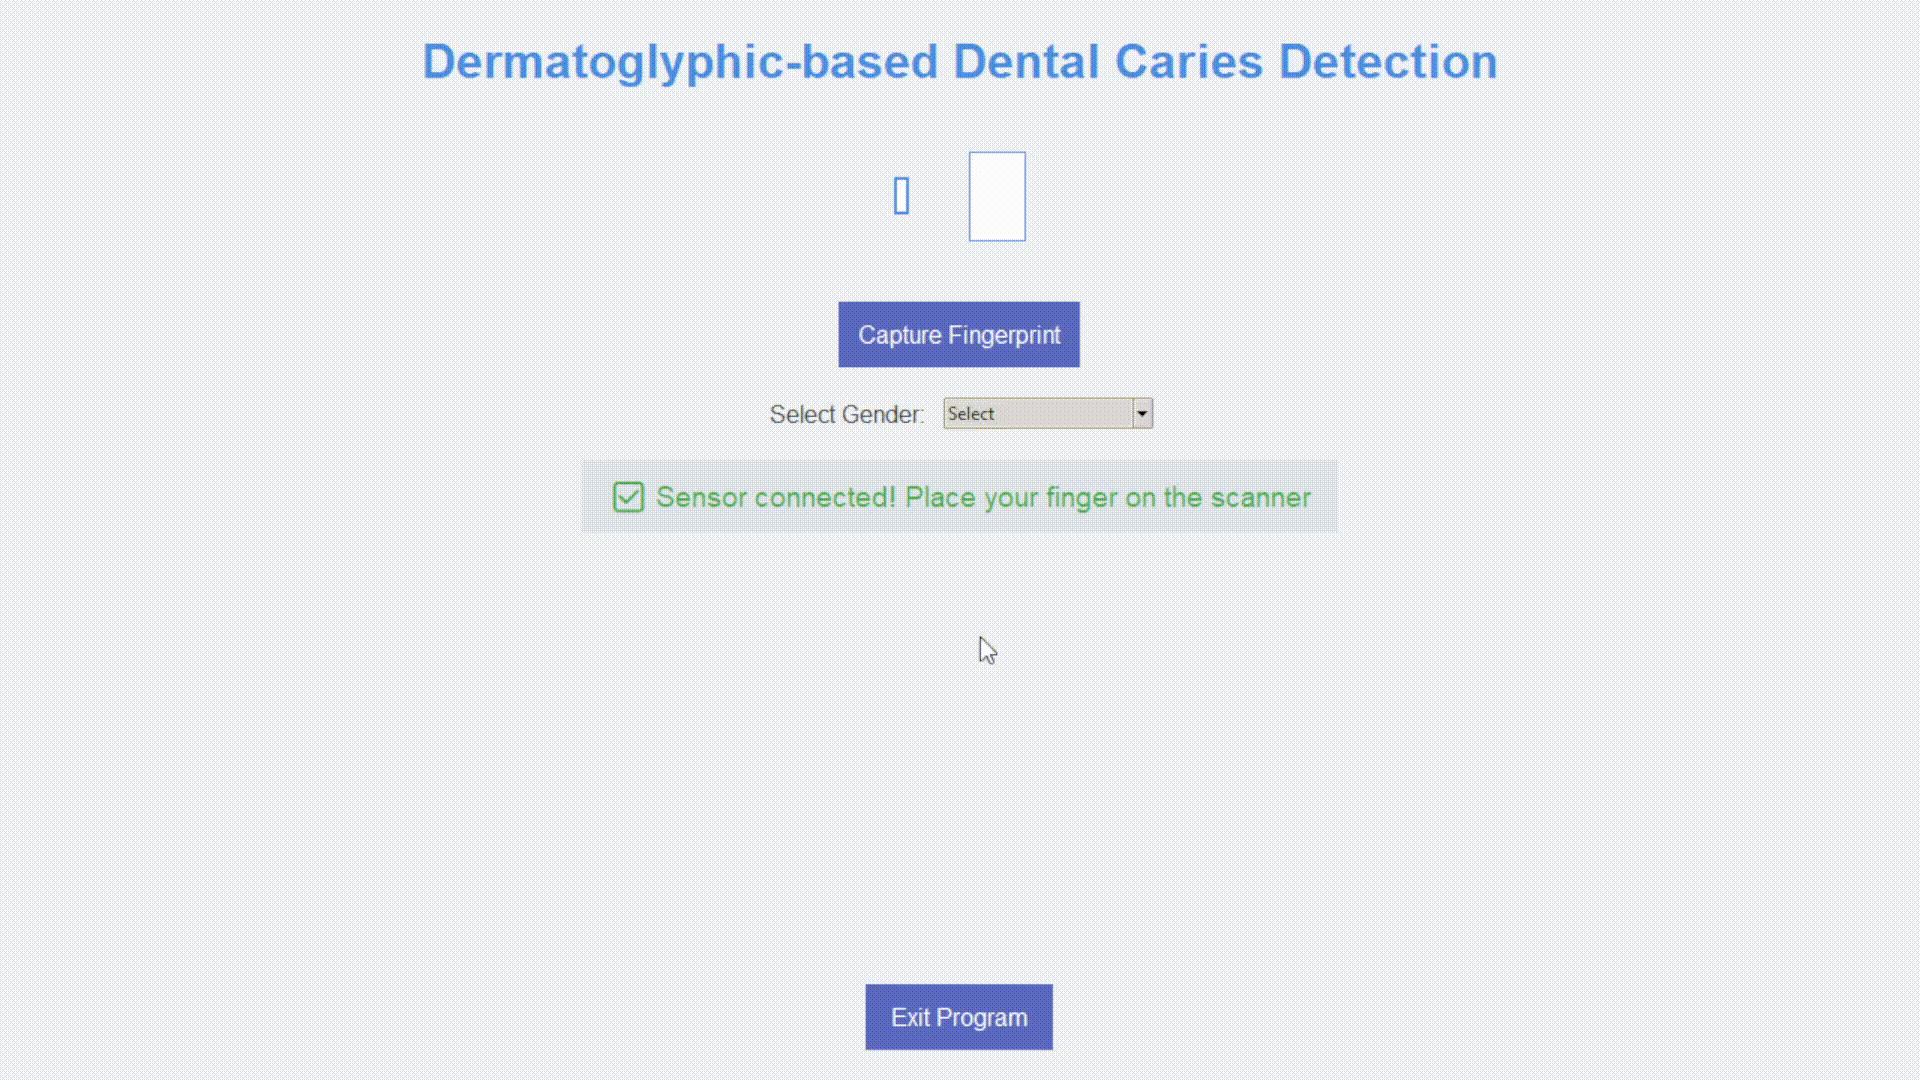 Dermatoglyphic-based Dental Caries Detection
Capture Fingerprint
Select Gender: Select
Sensor connected! Place your finger on the scanner
Exit Program